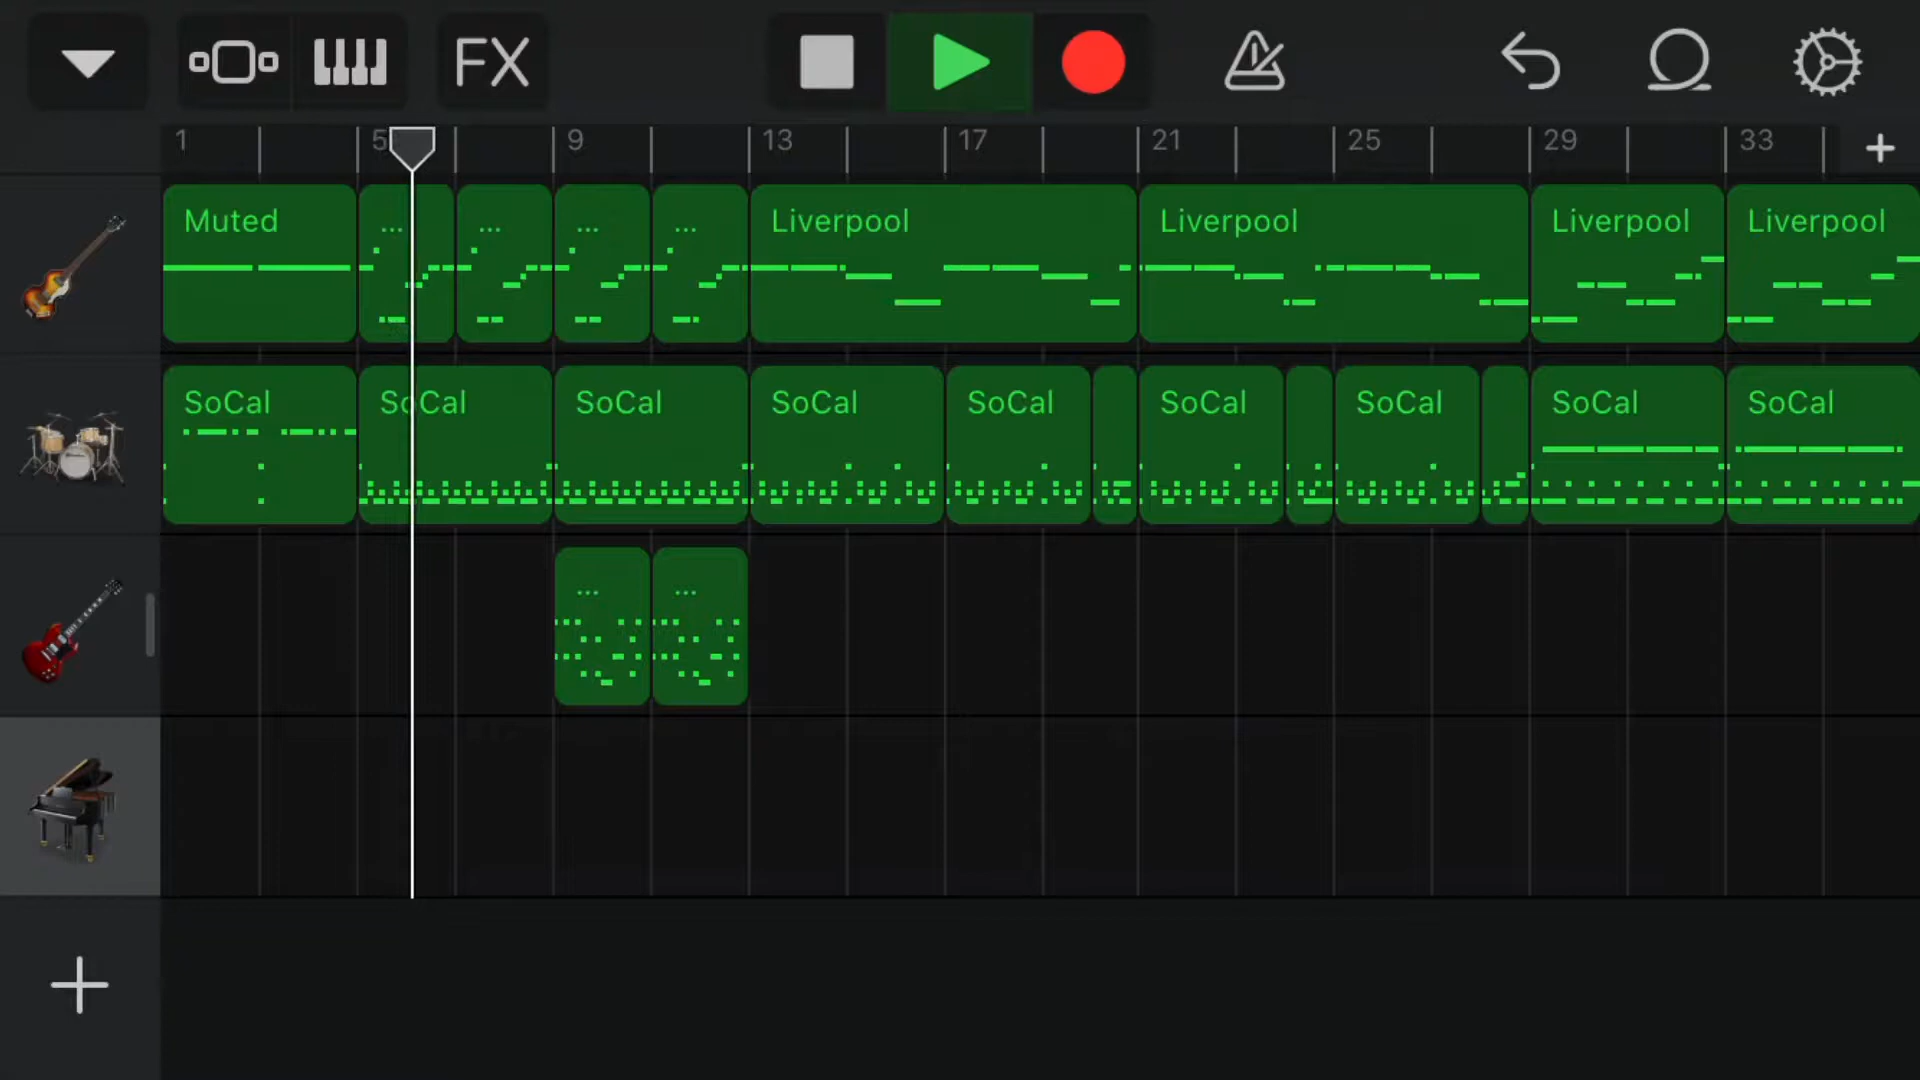 FX
1 5 9 13 17 21 25 29 33
Muted ... ... ... ... Liverpool Liverpool Liverpool Liverpool
SoCal SoCal SoCal SoCal SoCal SoCal SoCal SoCal SoCal
... ...